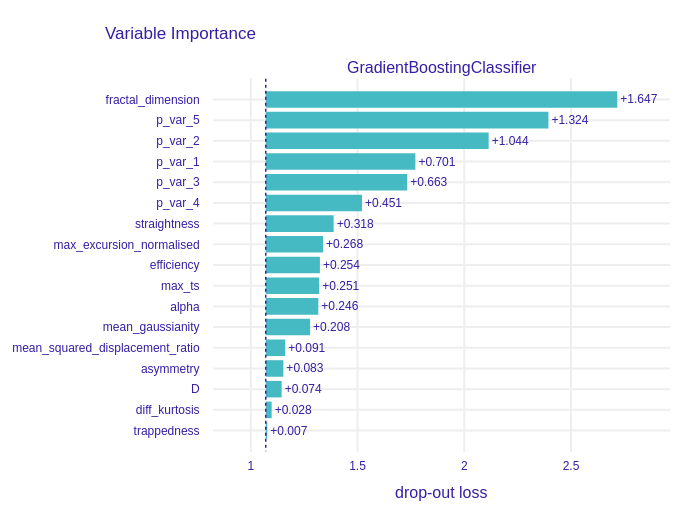 Variable Importance
GradientBoostingClassifier
fractal_dimension +1.647
p_var_5 +1.324
p_var_2 +1.044
p_var_1 +0.701
p_var_3 +0.663
p_var_4 +0.451
straightness +0.318
max_excursion_normalised +0.268
efficiency +0.254
max_ts +0.251
alpha +0.246
mean_gaussianity +0.208
mean_squared_displacement_ratio +0.091
asymmetry +0.083
D +0.074
diff_kurtosis +0.028
trappedness +0.007
1 1.5 2 2.5
drop-out loss